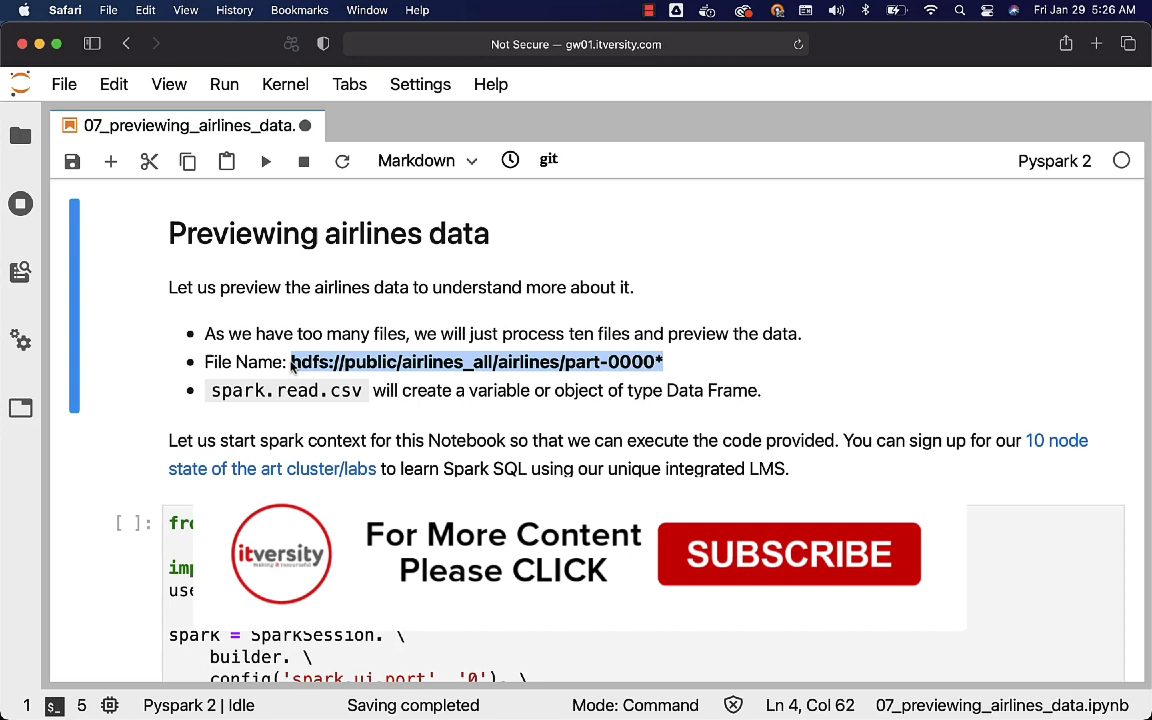 Safari File Edit View History Bookmarks Window Help Fri Jan 29 5:26 AM
Not Secure — gw01.itversity.com
File Edit View Run Kernel Tabs Settings Help
07_previewing_airlines_data.
Markdown git Pyspark 2
Previewing airlines data
Let us preview the airlines data to understand more about it.
• As we have too many files, we will just process ten files and preview the data.
• File Name: hdfs://public/airlines_all/airlines/part-0000*
• spark.read.csv will create a variable or object of type Data Frame.
Let us start spark context for this Notebook so that we can execute the code provided. You can sign up for our 10 node
state of the art cluster/labs to learn Spark SQL using our unique integrated LMS.
[ ]:
itversity
For More Content
Please CLICK
SUBSCRIBE
spark = SparkSession. \
builder. \
config('spark.ui.port', '0'). \
1 $_ 5 Pyspark 2 | Idle Saving completed Mode: Command Ln 4, Col 62 07_previewing_airlines_data.ipynb